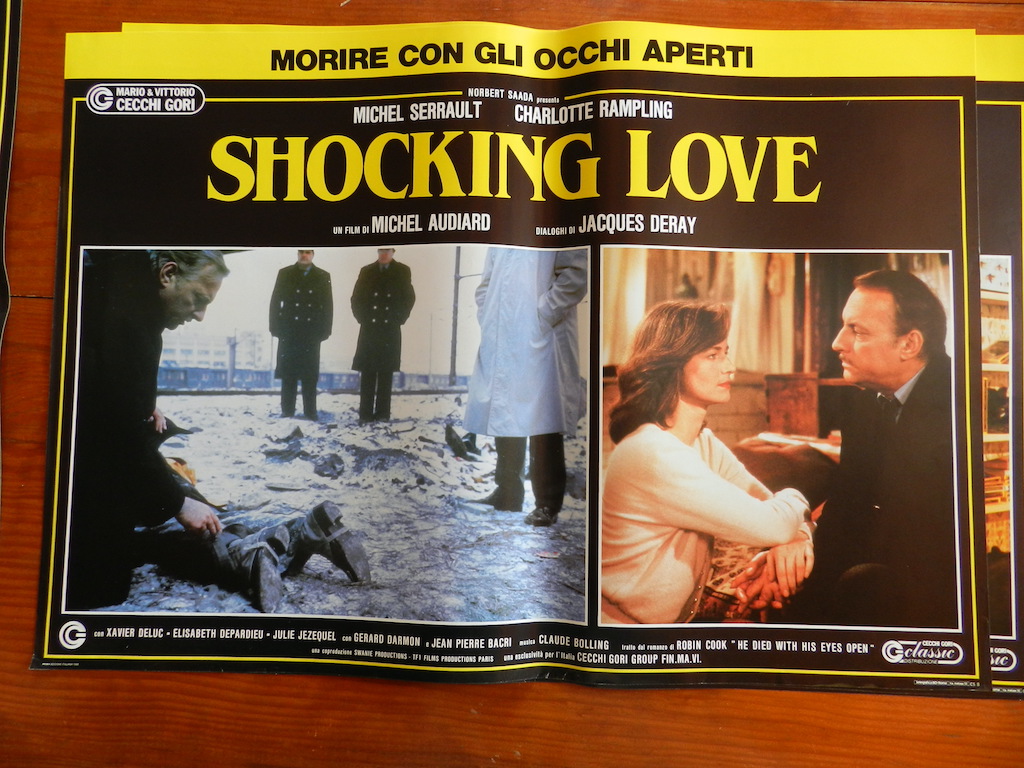 MORIRE CON GLI OCCHI APERTI
MARIO & VITTORIO
CECCHI GORI
NORBERT SAADA presenta
MICHEL SERRAULT CHARLOTTE RAMPLING
SHOCKING LOVE
UN FILM DI MICHEL AUDIARD DIALOGHI DI JACQUES DERAY
con XAVIER DELUC - ELISABETH DEPARDIEU - JULIE JEZEQUEL con GERARD DARMON e JEAN PIERRE BACRI musica CLAUDE BOLLING tratto dal romanzo di ROBIN COOK "HE DIED WITH HIS EYES OPEN"
una coproduzione SWANIE PRODUCTIONS - TF1 FILMS PRODUCTIONS PARIS una esclusività per l'Italia CECCHI GORI GROUP FIN.MA.VI.
CECCHI GORI
classic
DISTRIBUZIONE